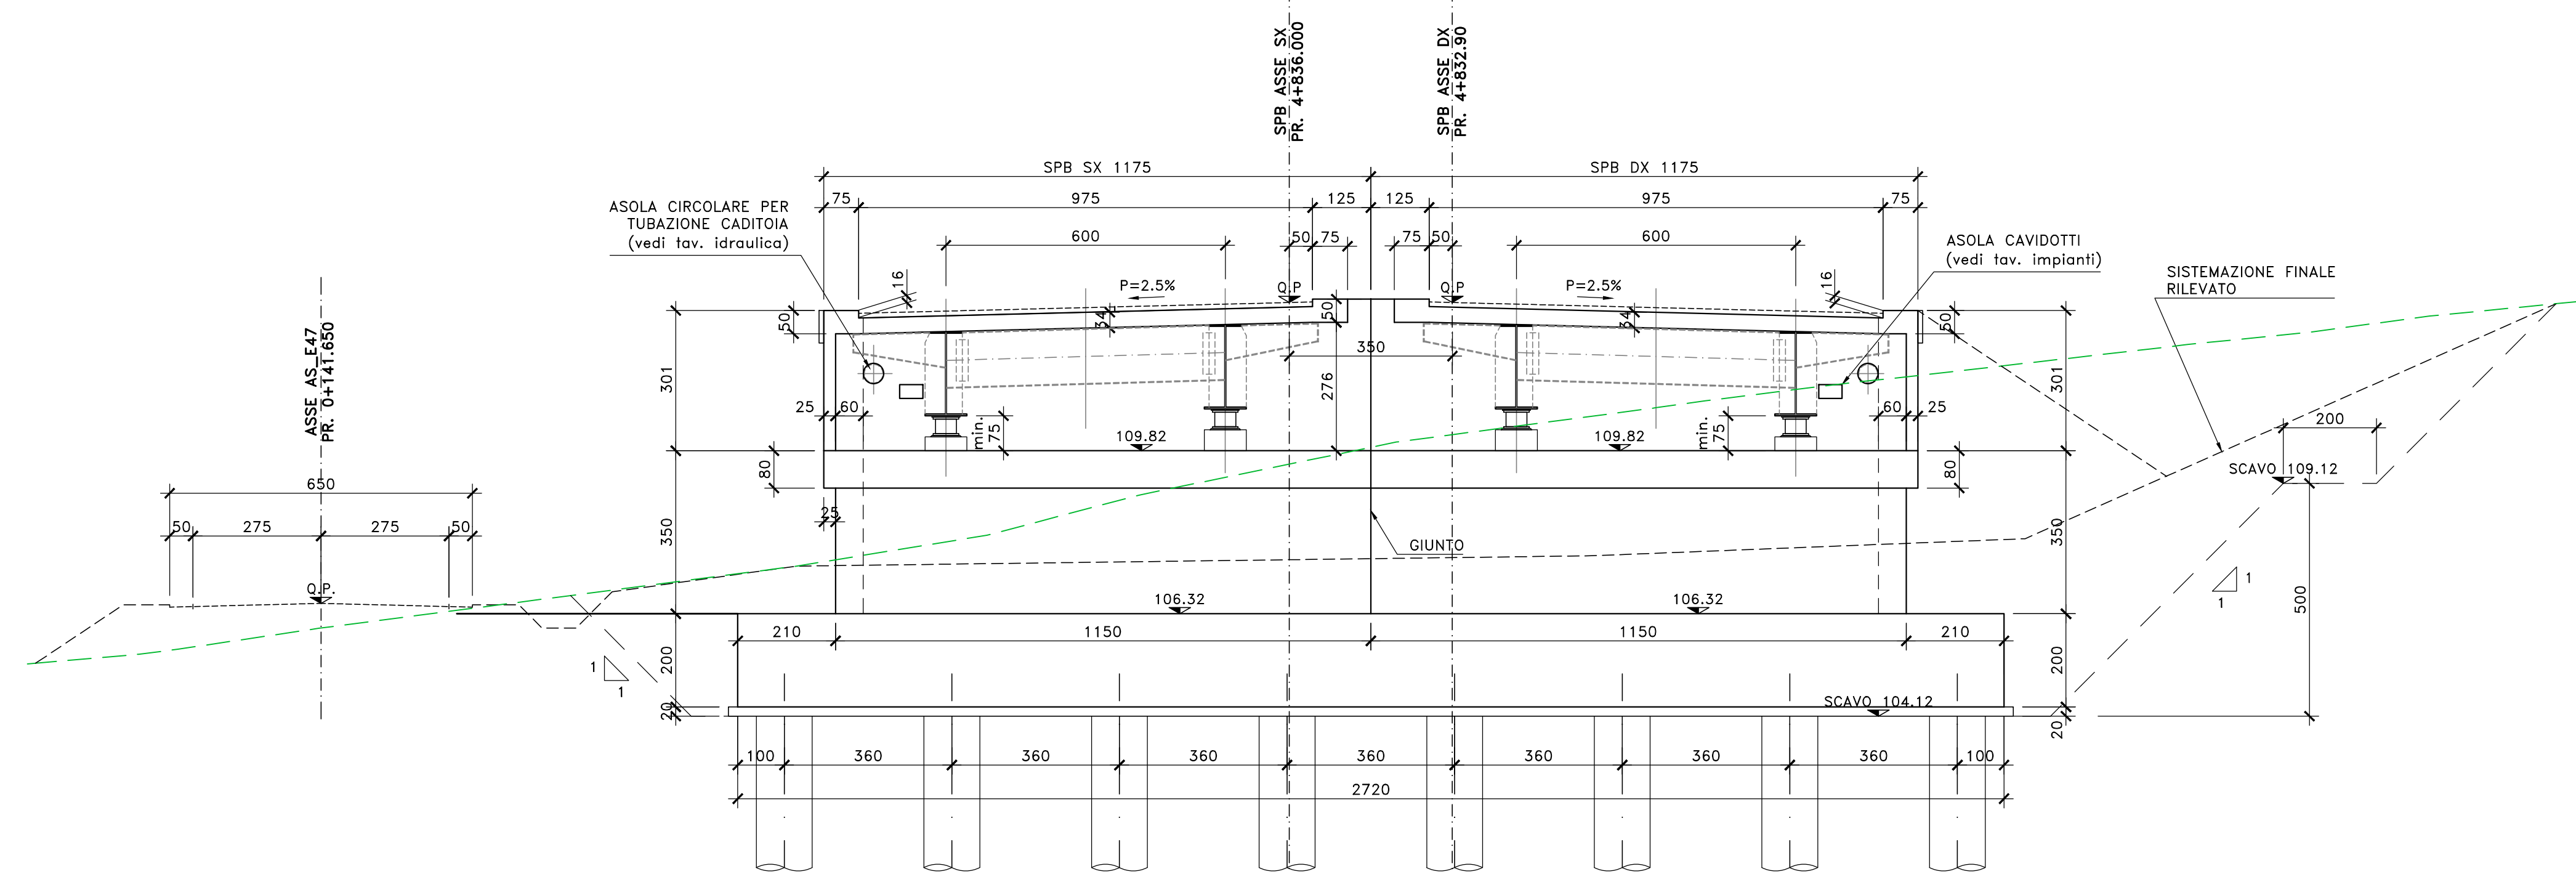 SPB ASSE SX
PR. 4+836.000
SPB ASSE DX
PR. 4+832.90
SPB SX 1175
SPB DX 1175
75
975
125
125
975
75
ASOLA CIRCOLARE PER
TUBAZIONE CADITOIA
(vedi tav. idraulica)
600
50
75
75
50
600
ASOLA CAVIDOTTI
(vedi tav. impianti)
SISTEMAZIONE FINALE
RILEVATO
16
P=2.5%
Q.P
Q.P
P=2.5%
16
50
34
50
34
50
ASSE AS_E47
PR. 0+141.650
350
301
276
301
25
60
min.
75
min.
75
60
25
200
109.82
109.82
80
80
SCAVO 109.12
650
50
275
275
50
25
350
GIUNTO
350
Q.P.
106.32
106.32
1
1
500
210
1150
1150
210
200
200
1
1
20
SCAVO 104.12
20
100
360
360
360
360
360
360
360
100
2720